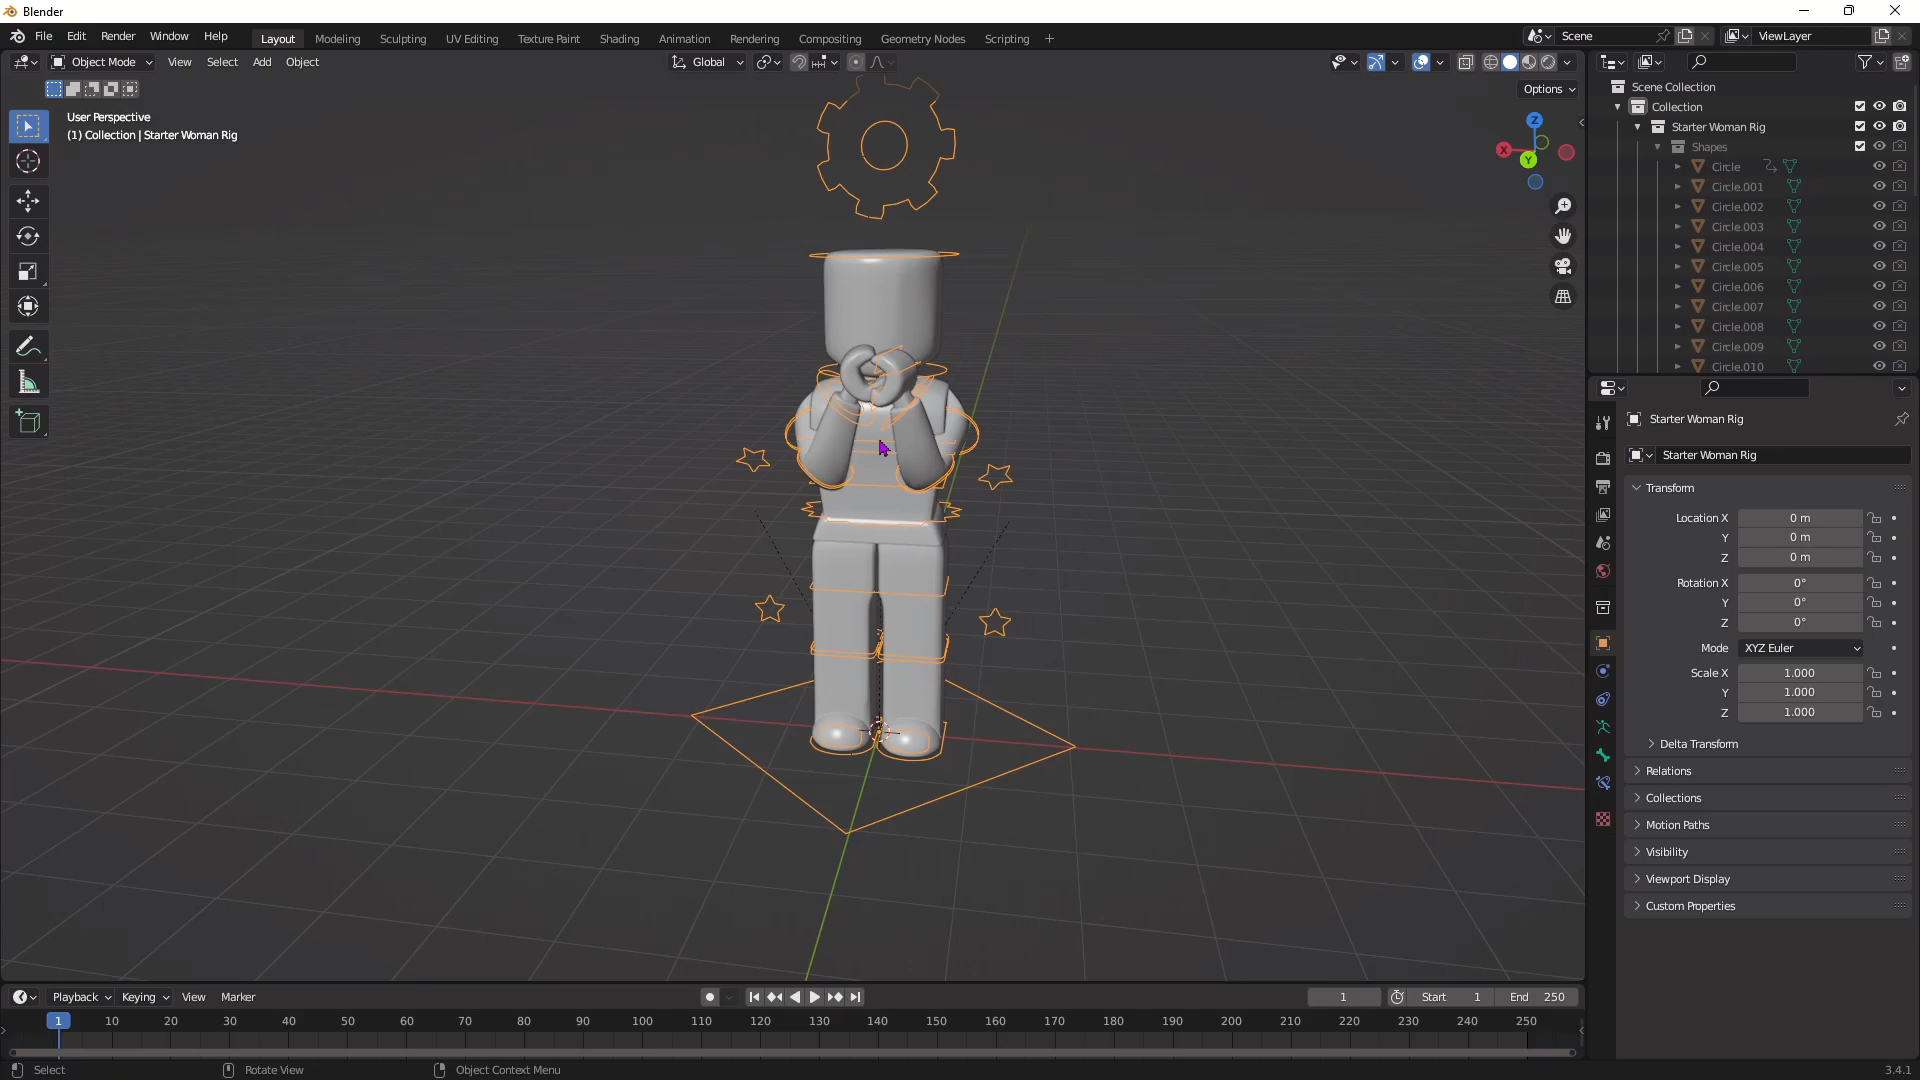 Blender
File Edit Render Window Help Layout Modeling Sculpting UV Editing Texture Paint Shading Animation Rendering Compositing Geometry Nodes Scripting + Scene ViewLayer
Object Mode View Select Add Object Global
Options
User Perspective
(1) Collection | Starter Woman Rig
Z
X
Y
Scene Collection
Collection
Starter Woman Rig
Shapes
Circle
Circle.001
Circle.002
Circle.003
Circle.004
Circle.005
Circle.006
Circle.007
Circle.008
Circle.009
Circle.010
Starter Woman Rig
Starter Woman Rig
Transform
Location X 0 m
Y 0 m
Z 0 m
Rotation X 0°
Y 0°
Z 0°
Mode XYZ Euler
Scale X 1.000
Y 1.000
Z 1.000
Delta Transform
Relations
Collections
Motion Paths
Visibility
Viewport Display
Custom Properties
Playback Keying View Marker 1 Start 1 End 250
1 10 20 30 40 50 60 70 80 90 100 110 120 130 140 150 160 170 180 190 200 210 220 230 240 250
Select Rotate View Object Context Menu 3.4.1